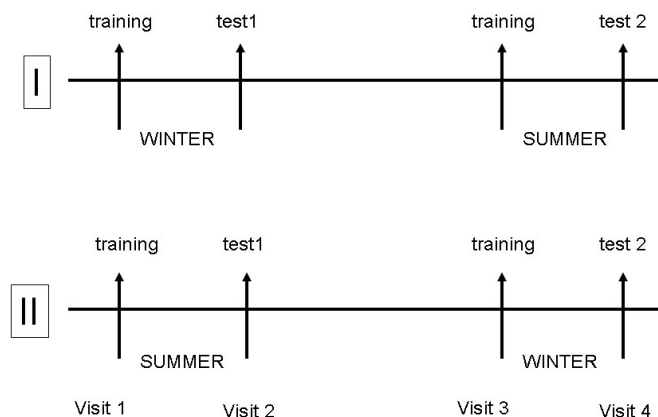 training test1 training test 2
I
WINTER SUMMER
training test1 training test 2
II
SUMMER WINTER
Visit 1 Visit 2 Visit 3 Visit 4